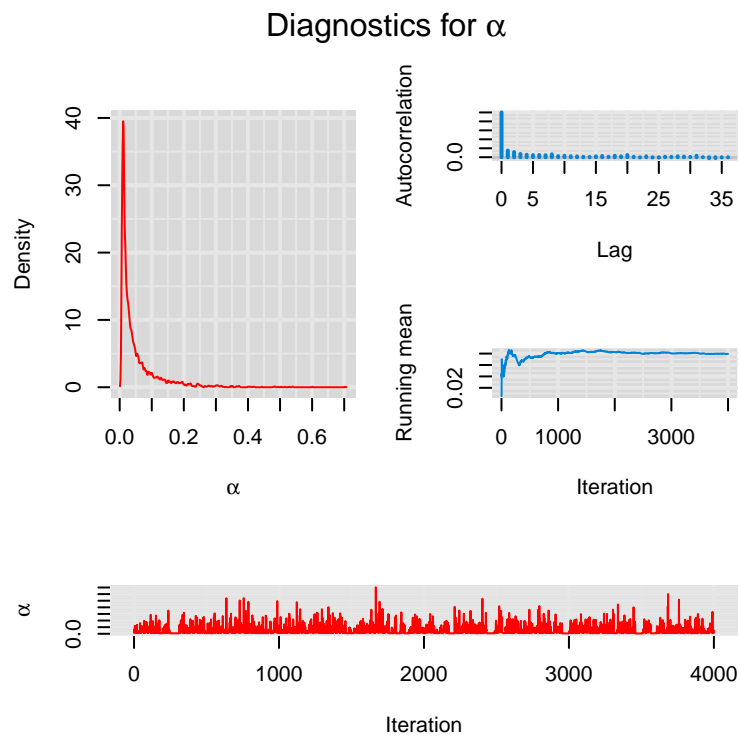 Diagnostics for α
Density
0
10
20
30
40
0.0
0.2
0.4
0.6
α
Autocorrelation
0.0
0
5
15
25
35
Lag
Running mean
0.02
0
1000
3000
Iteration
α
0.0
0
1000
2000
3000
4000
Iteration